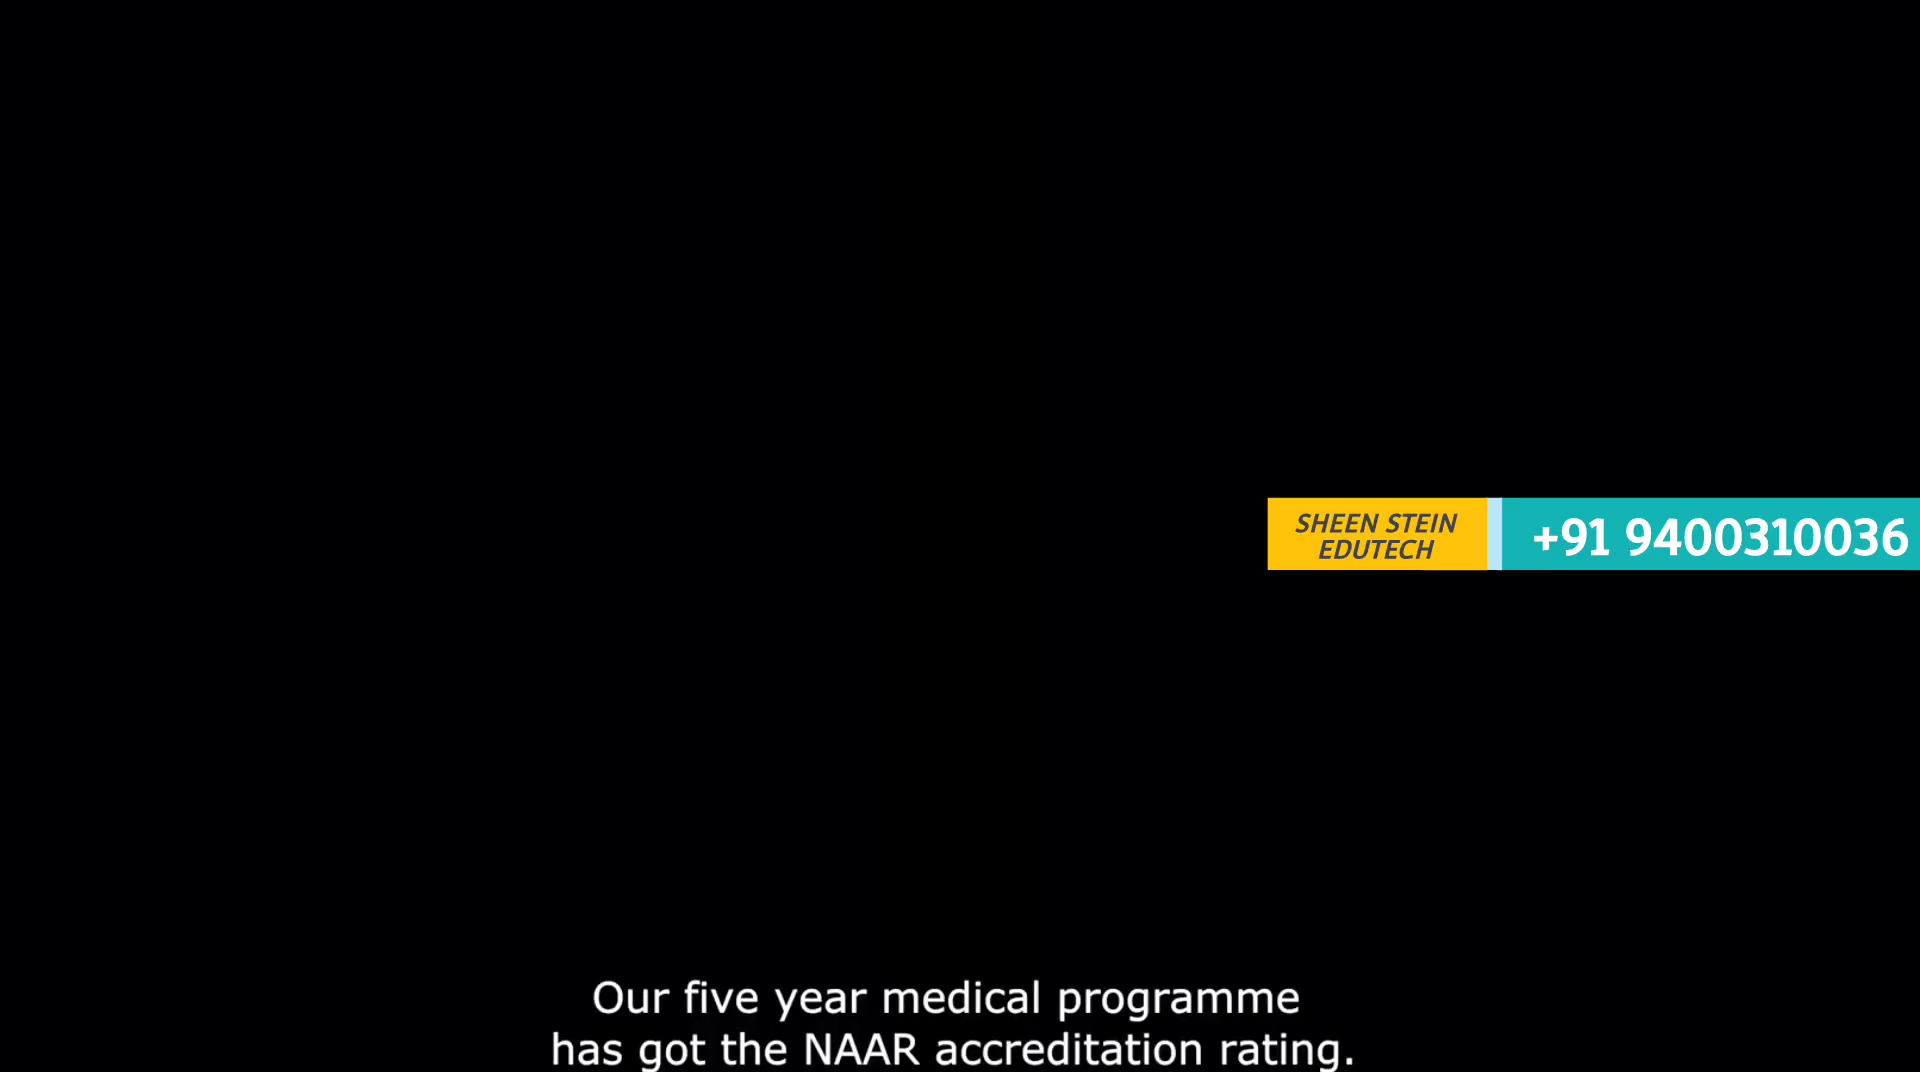 SHEEN STEIN
EDUTECH
+91 9400310036
Our five year medical programme
has got the NAAR accreditation rating.